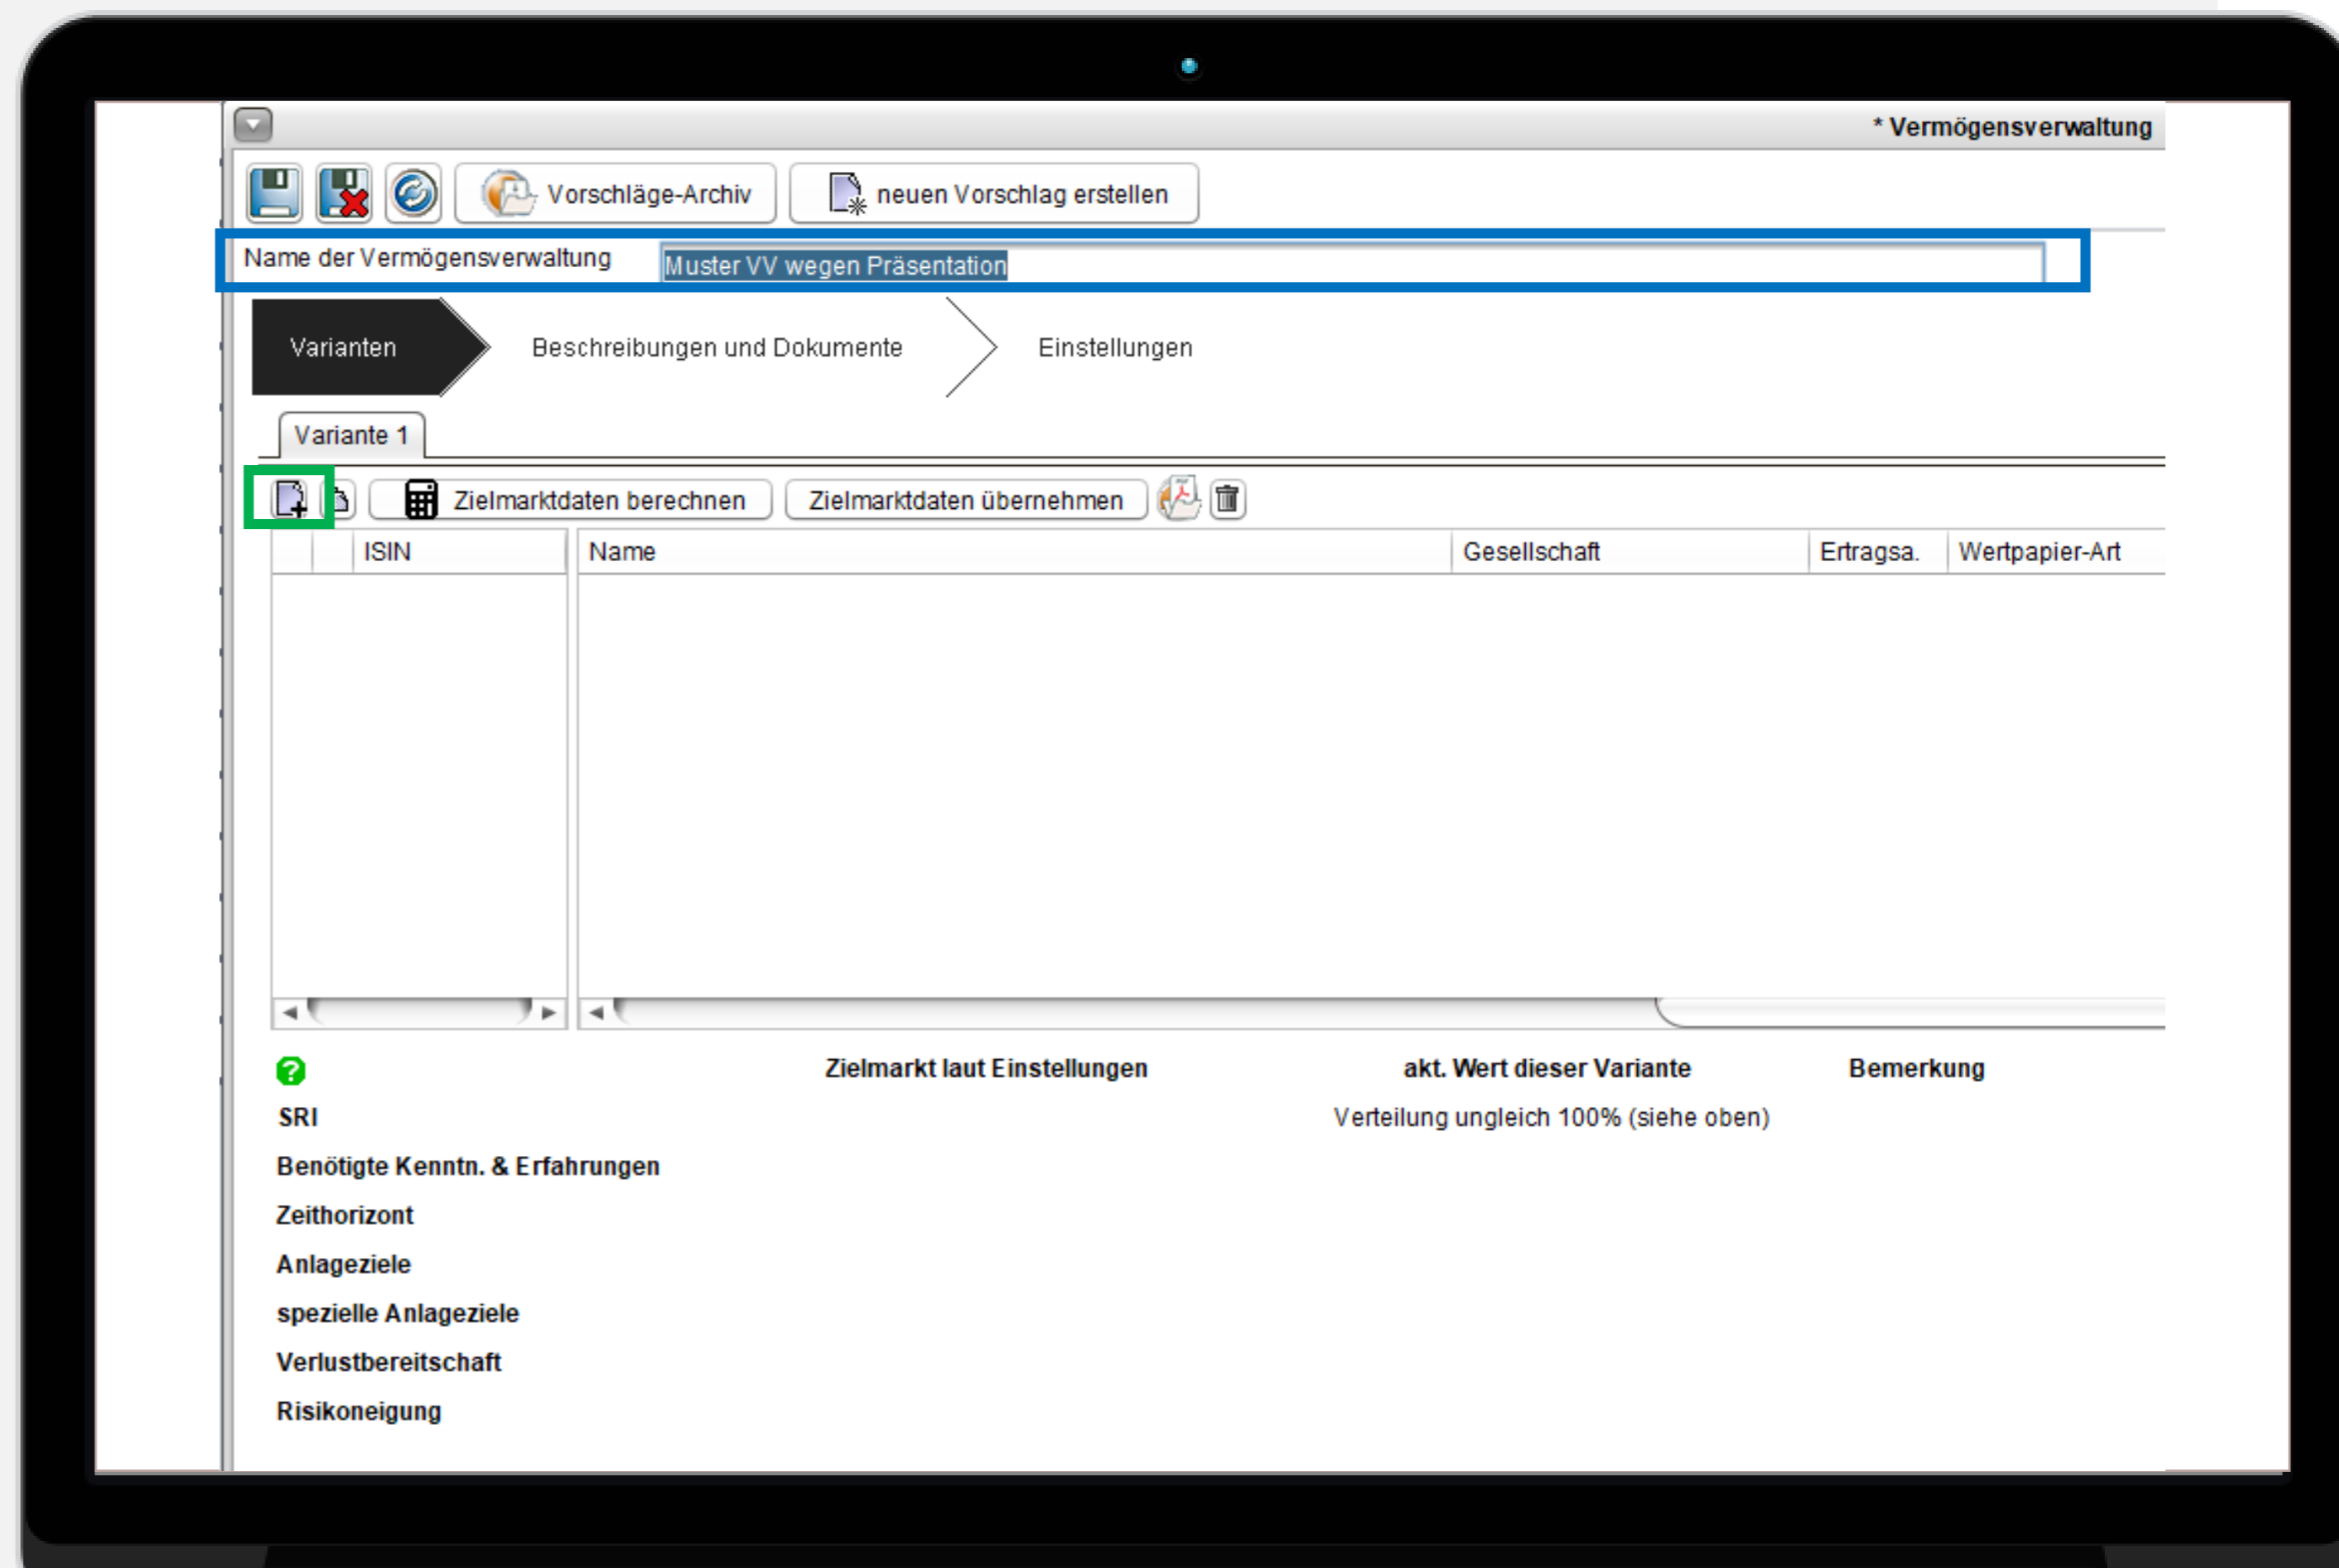 * Vermögensverwaltung
Vorschläge-Archiv neuen Vorschlag erstellen
Name der Vermögensverwaltung Muster VV wegen Präsentation
Varianten Beschreibungen und Dokumente Einstellungen
Variante 1
Zielmarktdaten berechnen Zielmarktdaten übernehmen
ISIN Name Gesellschaft Ertragsa. Wertpapier-Art
Zielmarkt laut Einstellungen akt. Wert dieser Variante Bemerkung
SRI Verteilung ungleich 100% (siehe oben)
Benötigte Kenntn. & Erfahrungen
Zeithorizont
Anlageziele
spezielle Anlageziele
Verlustbereitschaft
Risikoneigung